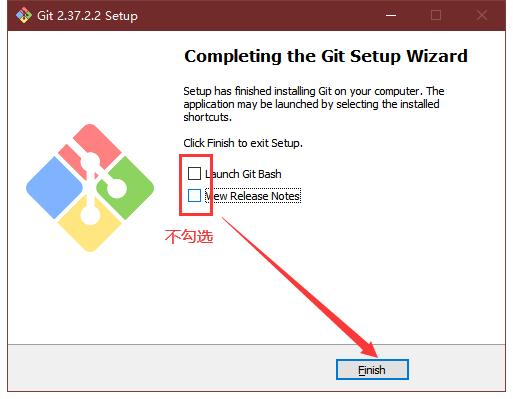 Git 2.37.2.2 Setup
Completing the Git Setup Wizard
Setup has finished installing Git on your computer. The
application may be launched by selecting the installed
shortcuts.
Click Finish to exit Setup.
Launch Git Bash
View Release Notes
不勾选
Finish